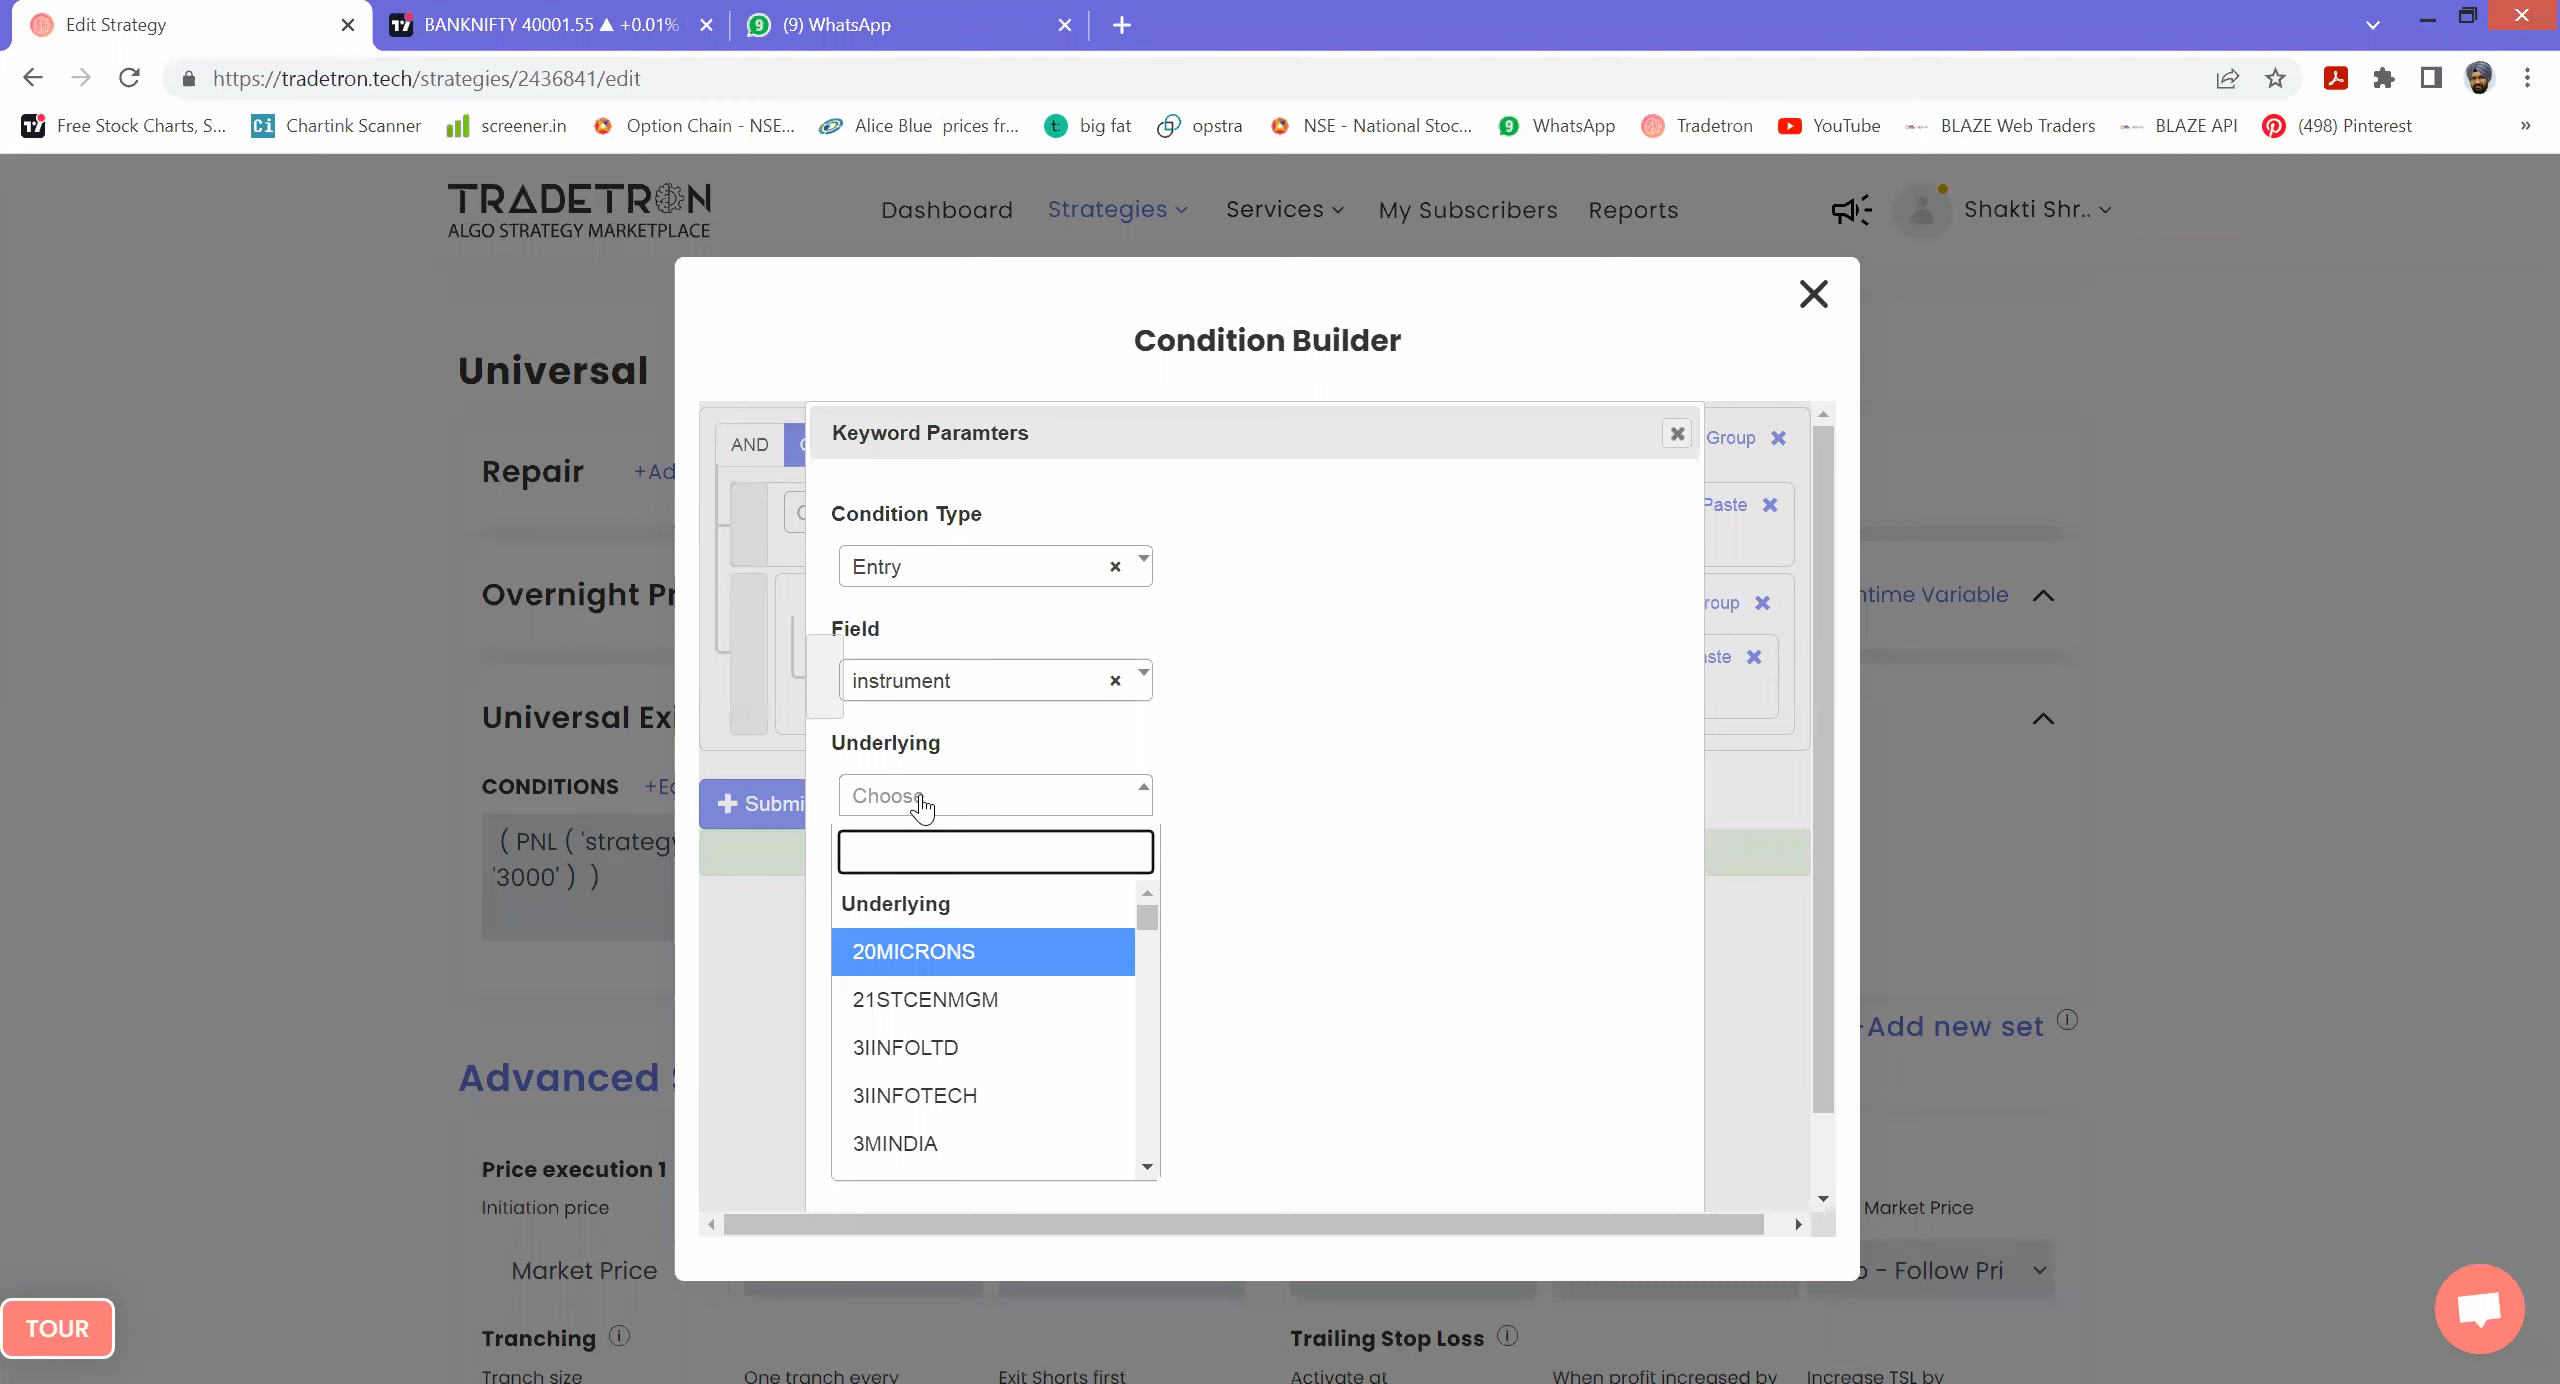 Edit Strategy
BANKNIFTY 40001.55 ▲ +0.01%
(9) WhatsApp
https://tradetron.tech/strategies/2436841/edit
Free Stock Charts, S...
Chartink Scanner
screener.in
Option Chain - NSE...
Alice Blue prices fr...
big fat
opstra
NSE - National Stoc...
WhatsApp
Tradetron
YouTube
BLAZE Web Traders
BLAZE API
(498) Pinterest
»
TRADETRON
ALGO STRATEGY MARKETPLACE
Dashboard
Strategies
Services
My Subscribers
Reports
Shakti Shr..
Condition Builder
Universal
Keyword Paramters
AND
Group
Repair
+Ad
Condition Type
Paste
Entry
Overnight Pr
ntime Variable
Field
roup
instrument
aste
Universal Exi
Underlying
CONDITIONS
Choose
+ Submi
( PNL ( 'strategy
'3000' ) )
Underlying
20MICRONS
21STCENMGM
3IINFOLTD
3IINFOTECH
3MINDIA
Add new set
Advanced
Price execution 1
Initiation price
Market Price
Market Price
- Follow Pri
TOUR
Tranching
Trailing Stop Loss
Tranch size
One tranch every
Exit Shorts first
Activate at
When profit increased by
Increase TSL by